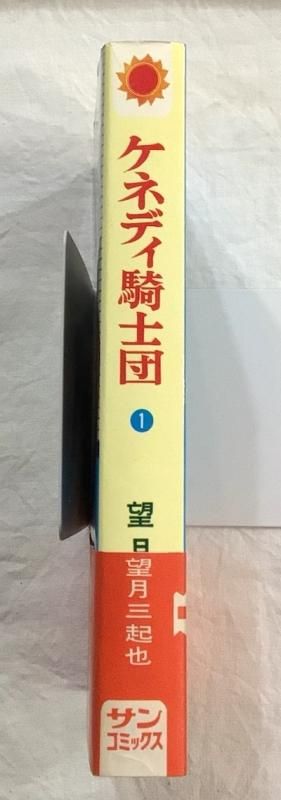 ケネディ騎士団
1
望月
望月三起也
サン
コミックス